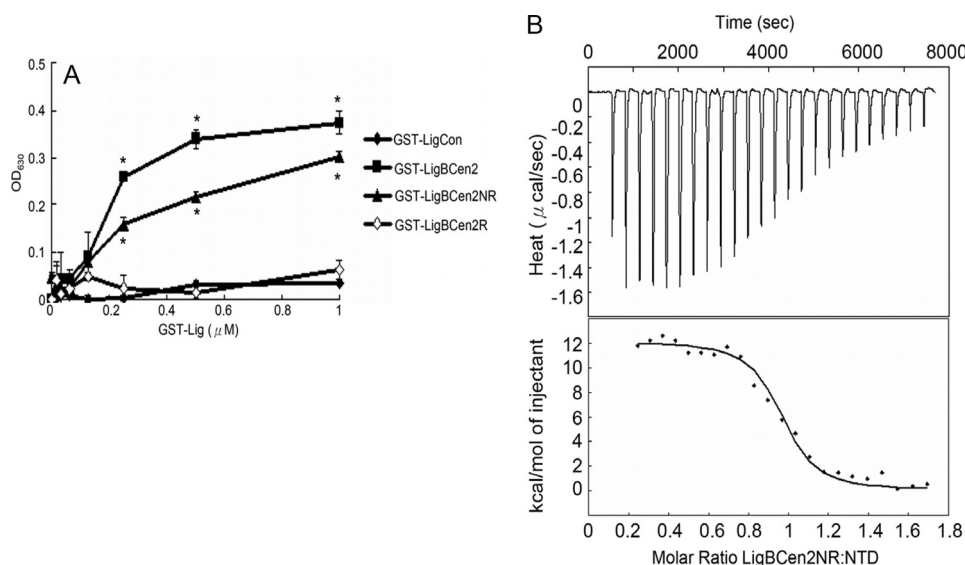 A
OD630
0.5
0.4
0.3
0.2
0.1
0
* * *
* * *
0 0.2 0.4 0.6 0.8 1
GST-Lig (μM)
GST-LigCon
GST-LigBCen2
GST-LigBCen2NR
GST-LigBCen2R
B
Time (sec)
0 2000 4000 6000 8000
Heat (μ cal/sec)
0
-0.2
-0.4
-0.6
-0.8
-1
-1.2
-1.4
-1.6
kcal/mol of injectant
12
10
8
6
4
2
0
0 0.2 0.4 0.6 0.8 1 1.2 1.4 1.6 1.8
Molar Ratio LigBCen2NR:NTD